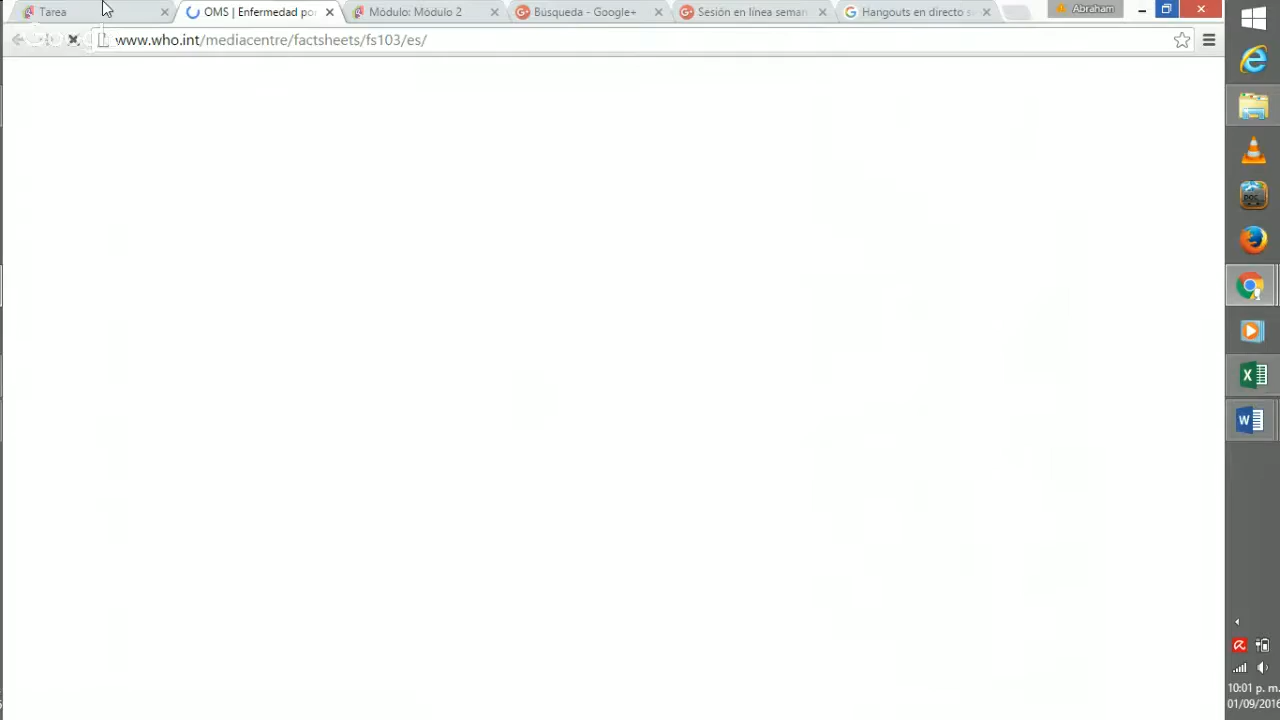 Tarea
OMS | Enfermedad por
Módulo: Módulo 2
Búsqueda - Google+
Sesión en línea seman
Hangouts en directo s
Abraham
www.who.int/mediacentre/factsheets/fs103/es/
10:01 p. m.
01/09/2016